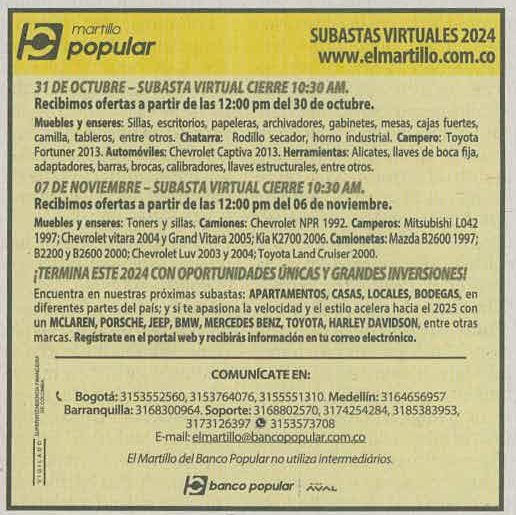 martillo
popular
SUBASTAS VIRTUALES 2024
www.elmartillo.com.co
31 DE OCTUBRE – SUBASTA VIRTUAL CIERRE 10:30 AM.
Recibimos ofertas a partir de las 12:00 pm del 30 de octubre.
Muebles y enseres: Sillas, escritorios, papeleras, archivadores, gabinetes, mesas, cajas fuertes,
camilla, tableros, entre otros. Chatarra: Rodillo secador, horno industrial. Campero: Toyota
Fortuner 2013. Automóviles: Chevrolet Captiva 2013. Herramientas: Alicates, llaves de boca fija,
adaptadores, barras, brocas, calibradores, llaves estructurales, entre otros.
07 DE NOVIEMBRE – SUBASTA VIRTUAL CIERRE 10:30 AM.
Recibimos ofertas a partir de las 12:00 pm del 06 de noviembre.
Muebles y enseres: Toners y sillas. Camiones: Chevrolet NPR 1992. Camperos: Mitsubishi L042
1997; Chevrolet vitara 2004 y Grand Vitara 2005; Kia K2700 2006. Camionetas: Mazda B2600 1997;
B2200 y B2600 2000; Chevrolet Luv 2003 y 2004; Toyota Land Cruiser 2000.
¡TERMINA ESTE 2024 CON OPORTUNIDADES ÚNICAS Y GRANDES INVERSIONES!
Encuentra en nuestras próximas subastas: APARTAMENTOS, CASAS, LOCALES, BODEGAS, en
diferentes partes del país; y si te apasiona la velocidad y el estilo acelera hacia el 2025 con
un MCLAREN, PORSCHE, JEEP, BMW, MERCEDES BENZ, TOYOTA, HARLEY DAVIDSON, entre otras
marcas. Regístrate en el portal web y recibirás información en tu correo electrónico.
COMUNÍCATE EN:
Bogotá: 3153552560, 3153764076, 3155551310. Medellín: 3164656957
Barranquilla: 3168300964. Soporte: 3168802570, 3174254284, 3185383953,
3173126397 3153573708
E-mail: elmartillo@bancopopular.com.co
El Martillo del Banco Popular no utiliza intermediários.
banco popular
AVAL
VIGILADO SUPERINTENDENCIA FINANCIERA
DE COLOMBIA